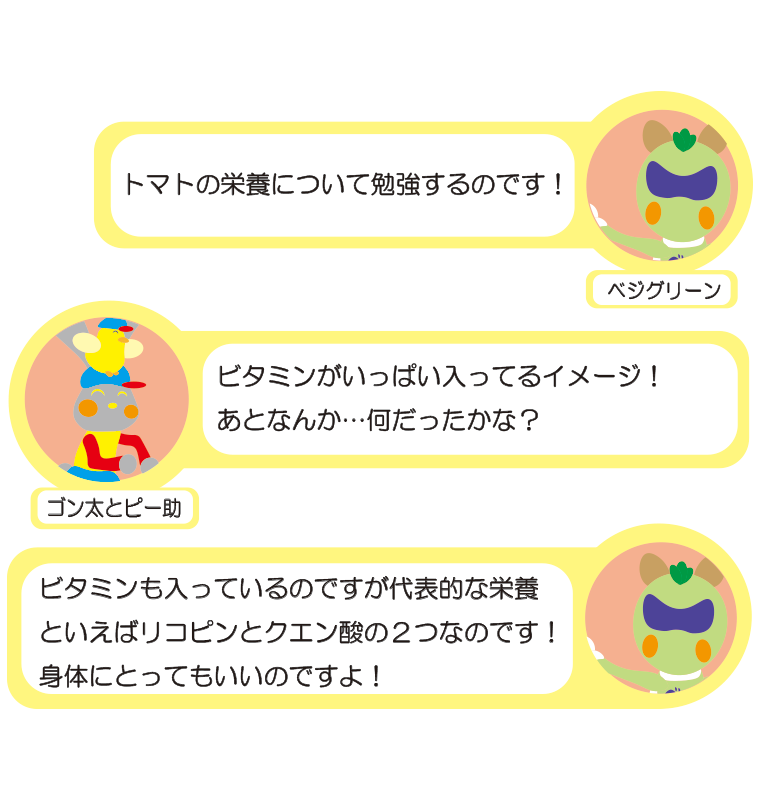 トマトの栄養について勉強するのです！
ベジグリーン
ビタミンがいっぱい入ってるイメージ！
あとなんか…何だったかな？
ゴン太とピー助
ビタミンも入っているのですが代表的な栄養
といえばリコピンとクエン酸の２つなのです！
身体にとってもいいのですよ！